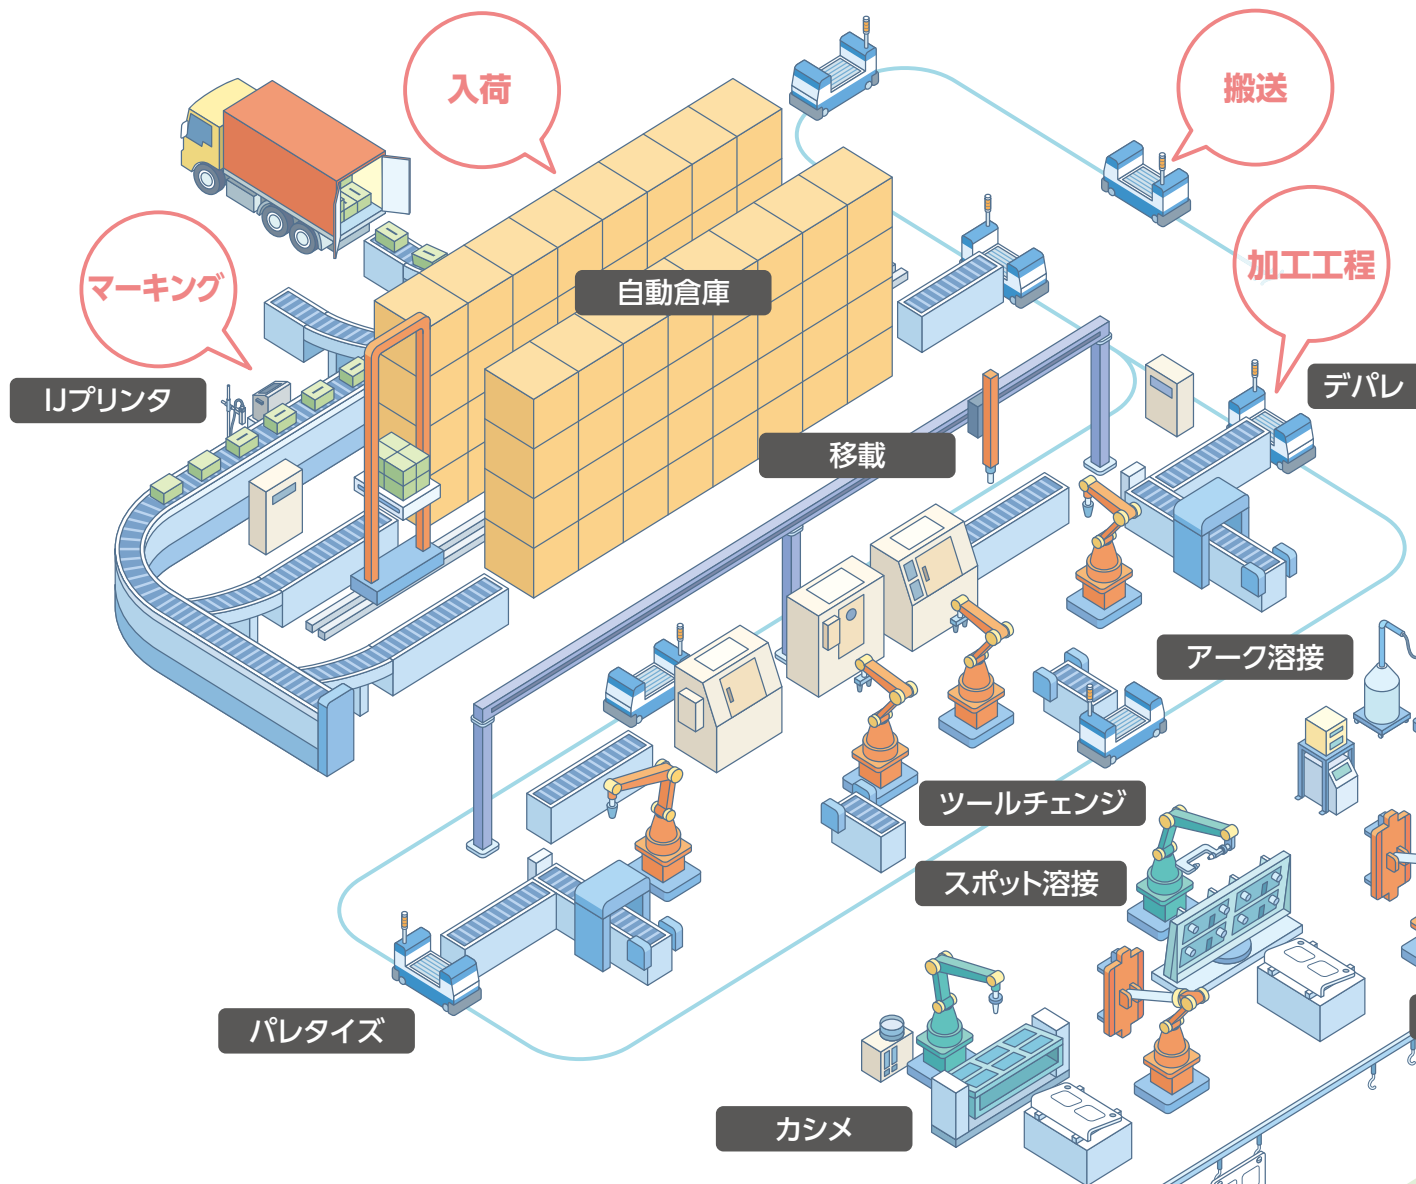 入荷
搬送
マーキング
加工工程
自動倉庫
IJプリンタ
デパレ
移載
アーク溶接
ツールチェンジ
スポット溶接
パレタイズ
カシメ